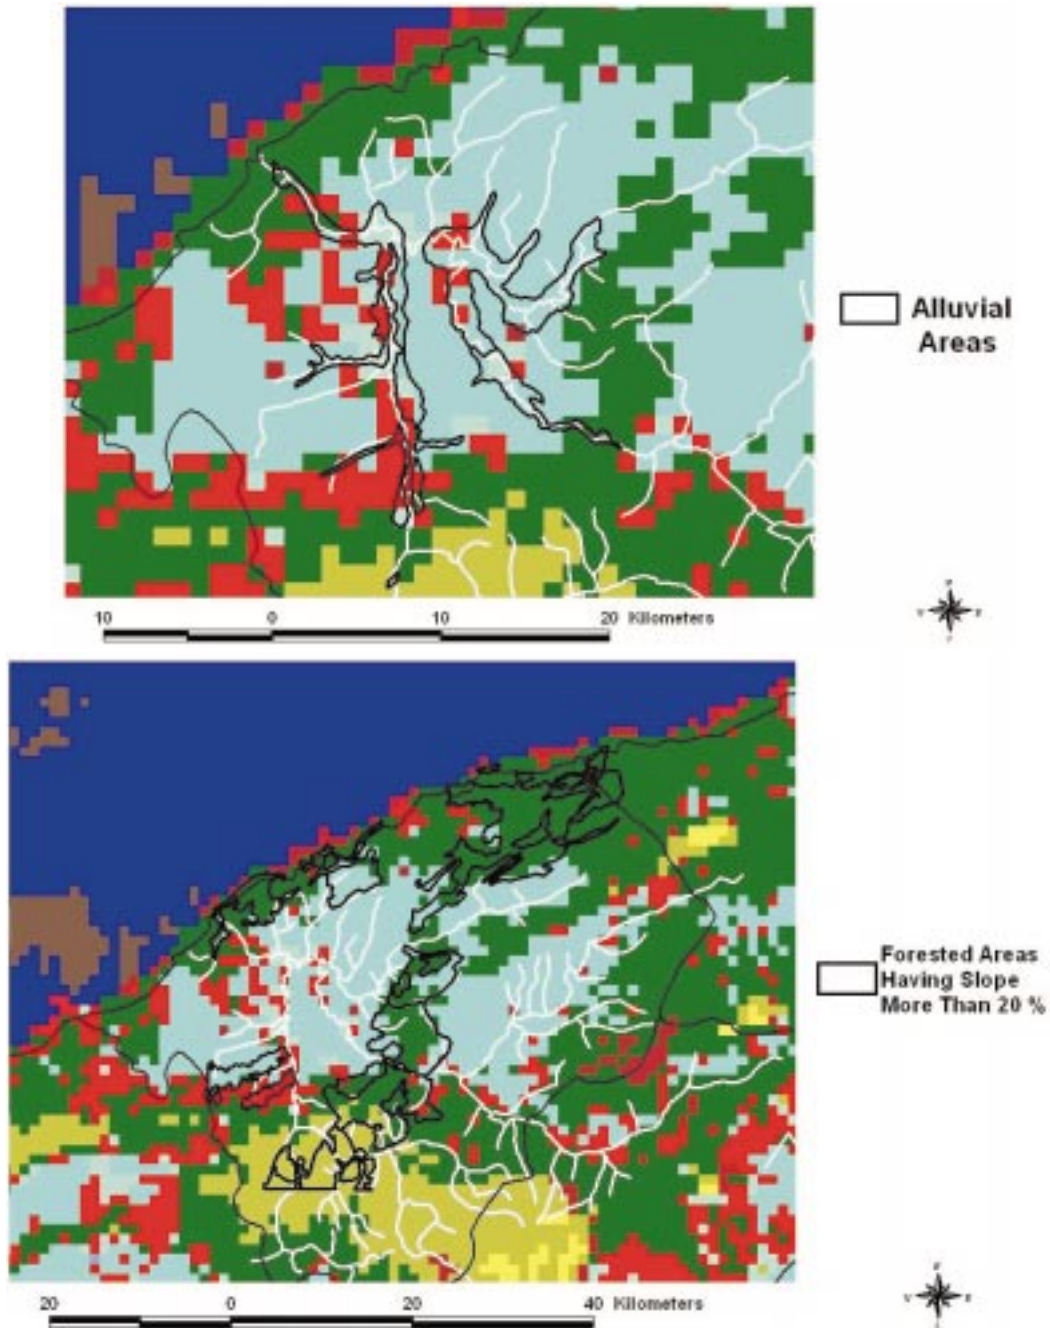 Alluvial
Areas
10 0 10 20 Kilometers
Forested Areas
Having Slope
More Than 20 %
20 0 20 40 Kilometers